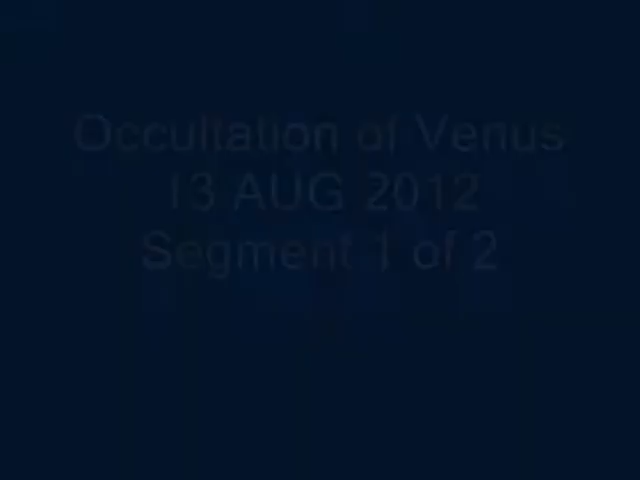 Occultation of Venus
13 AUG 2012
Segment 1 of 2